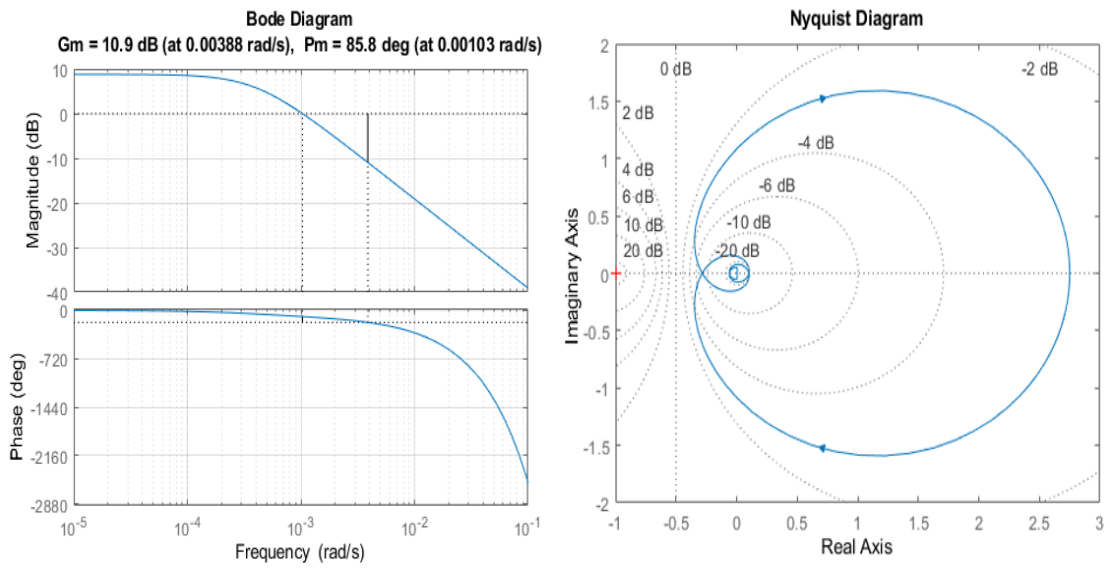 Bode Diagram
Gm = 10.9 dB (at 0.00388 rad/s), Pm = 85.8 deg (at 0.00103 rad/s)
10
0
-10
-20
-30
-40
Magnitude (dB)
0
-720
-1440
-2160
-2880
Phase (deg)
10-5
10-4
10-3
10-2
10-1
Frequency (rad/s)
Nyquist Diagram
2
1.5
1
0.5
0
-0.5
-1
-1.5
-2
Imaginary Axis
0 dB
-2 dB
2 dB
-4 dB
4 dB
-6 dB
6 dB
-10 dB
10 dB
-20 dB
20 dB
-1
-0.5
0
0.5
1
1.5
2
2.5
3
Real Axis